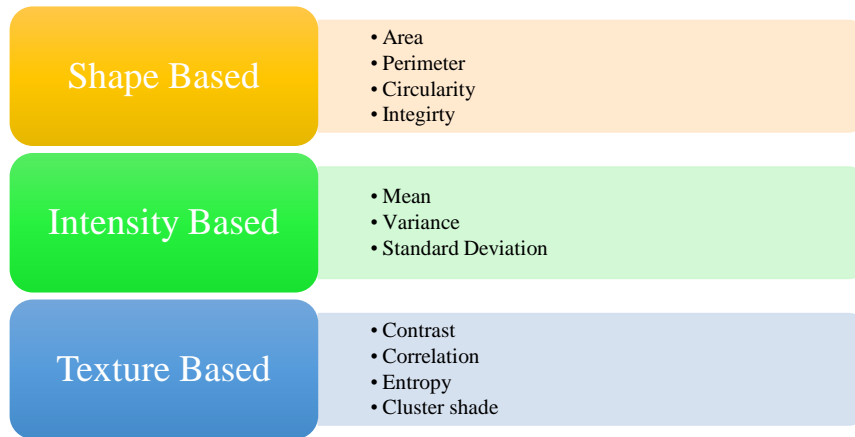 Shape Based
• Area
• Perimeter
• Circularity
• Integirty
Intensity Based
• Mean
• Variance
• Standard Deviation
Texture Based
• Contrast
• Correlation
• Entropy
• Cluster shade